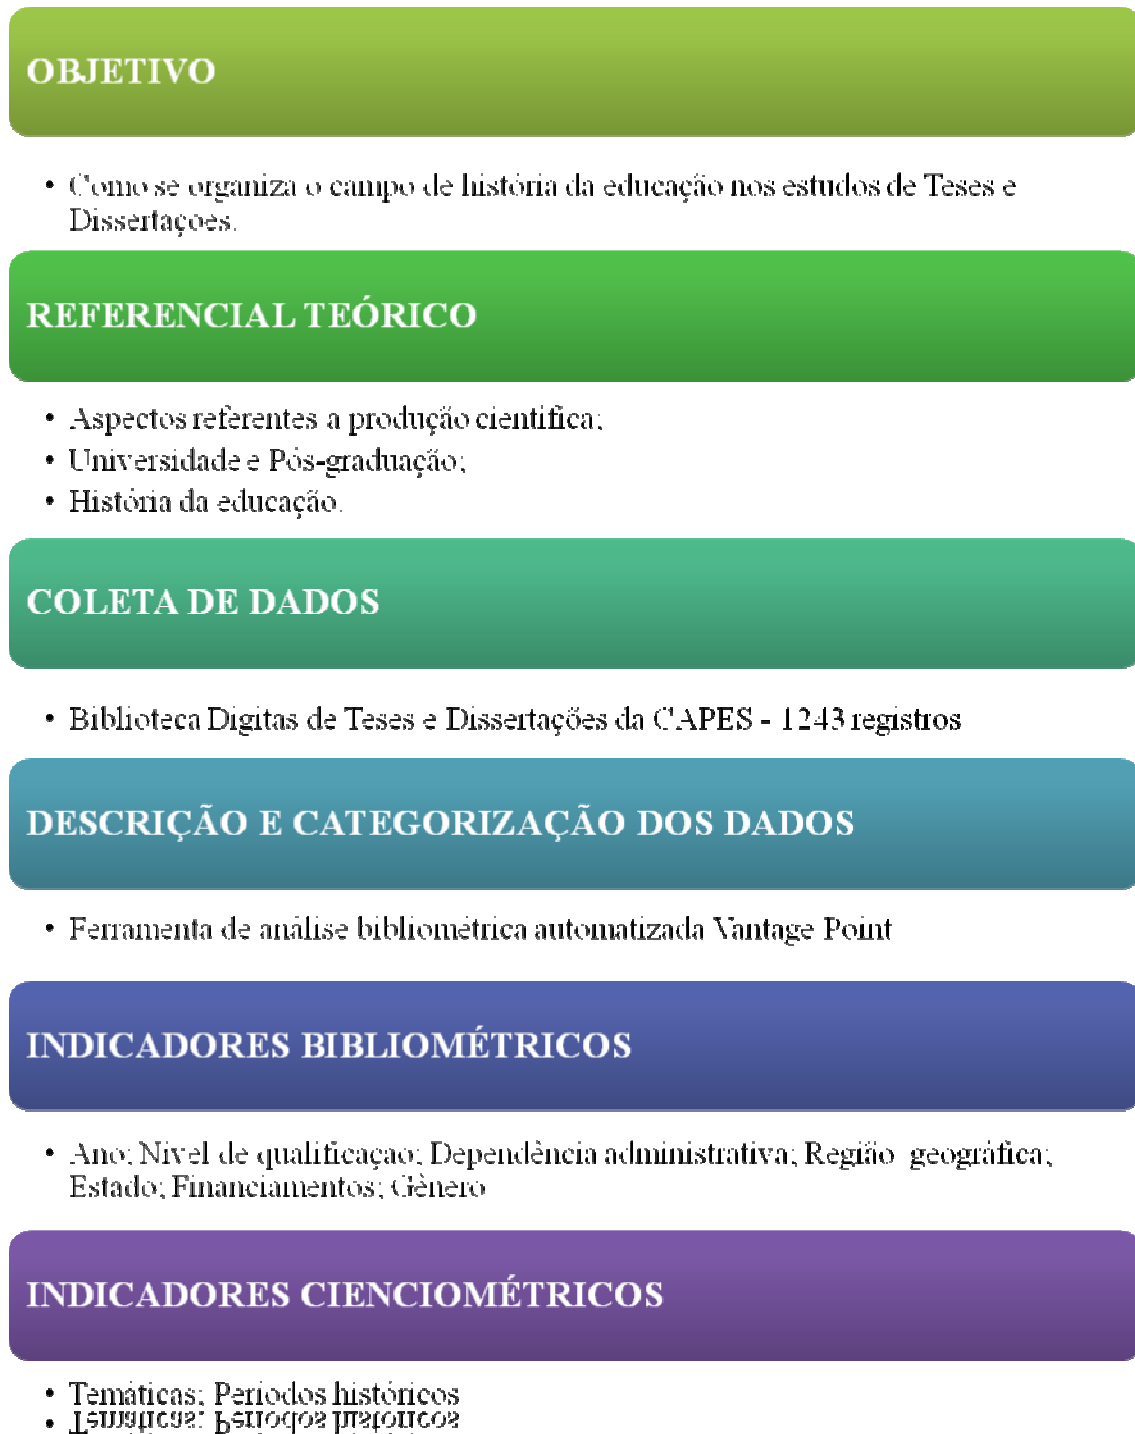 OBJETIVO
• Como se organiza o campo de história da educação nos estudos de Teses e
Dissertações.
REFERENCIAL TEÓRICO
• Aspectos referentes a produção cientifica;
• Universidade e Pós-graduação;
• História da educação.
COLETA DE DADOS
• Biblioteca Digitas de Teses e Dissertações da CAPES - 1243 registros
DESCRIÇÃO E CATEGORIZAÇÃO DOS DADOS
• Ferramenta de análise bibliométrica automatizada Vantage Point
INDICADORES BIBLIOMÉTRICOS
• Ano; Nível de qualificação; Dependência administrativa; Região geográfica;
Estado; Financiamentos; Gênero
INDICADORES CIENCIOMÉTRICOS
• Temáticas; Períodos históricos